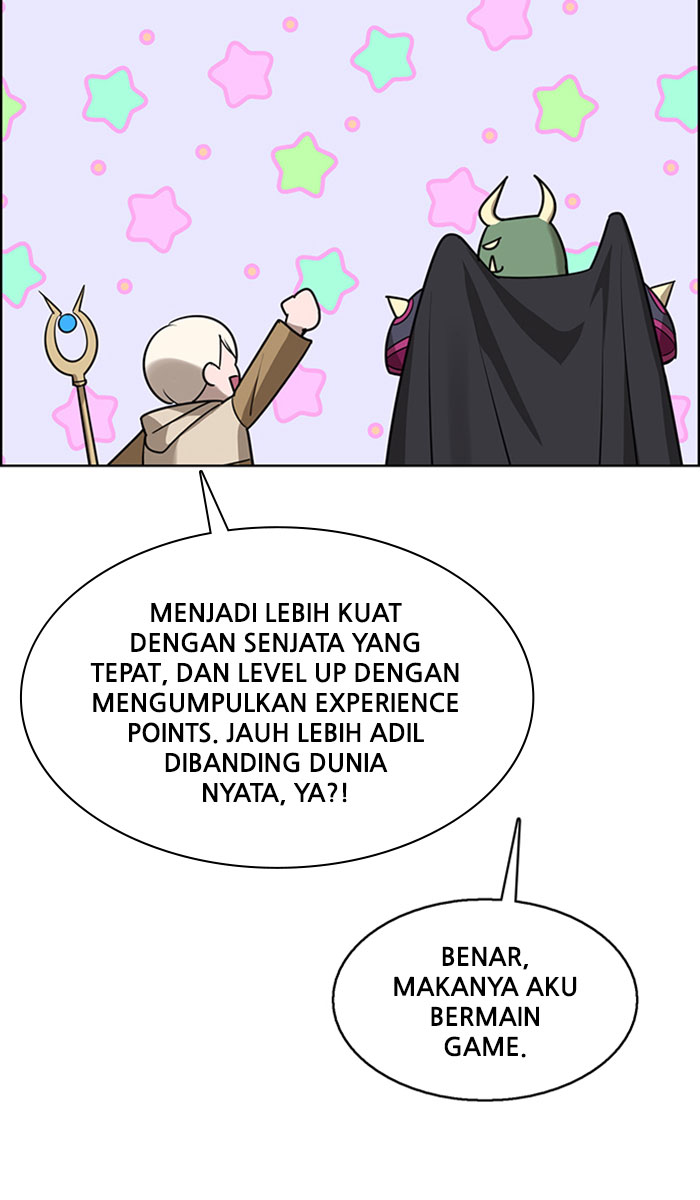 MENJADI LEBIH KUAT
DENGAN SENJATA YANG
TEPAT, DAN LEVEL UP DENGAN
MENGUMPULKAN EXPERIENCE
POINTS. JAUH LEBIH ADIL
DIBANDING DUNIA
NYATA, YA?!
BENAR,
MAKANYA AKU
BERMAIN
GAME.